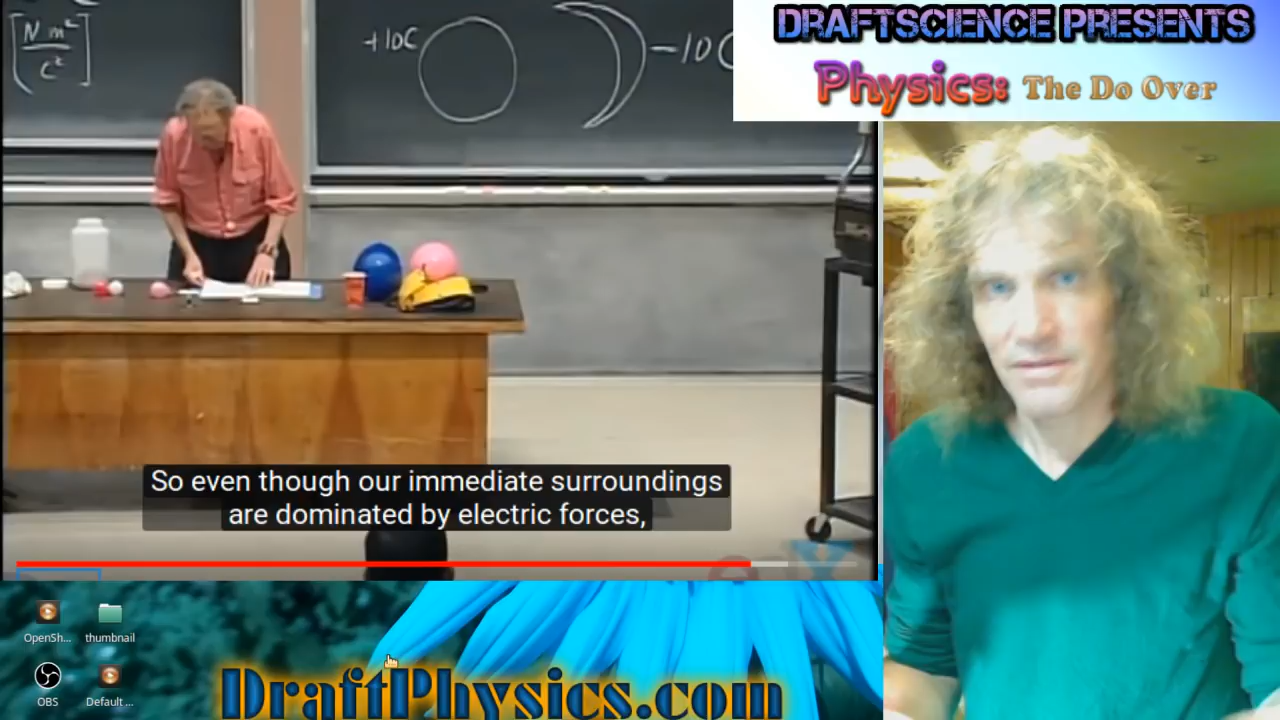 [N m²
C²]
+10C
-10C
DRAFTSCIENCE PRESENTS
Physics: The Do Over
So even though our immediate surroundings
are dominated by electric forces,
OpenSh... thumbnail
OBS Default ...
DraftPhysics.com